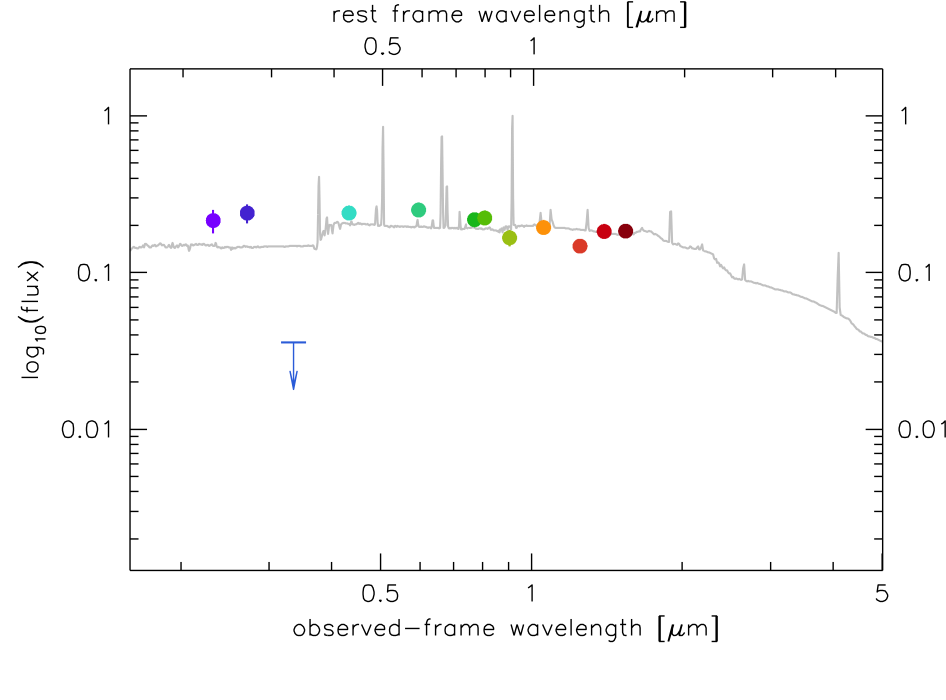 rest frame wavelength [μm]
0.5 1
1 1
0.1 0.1
0.01 0.01
log₁₀(flux)
0.5 1 5
observed-frame wavelength [μm]